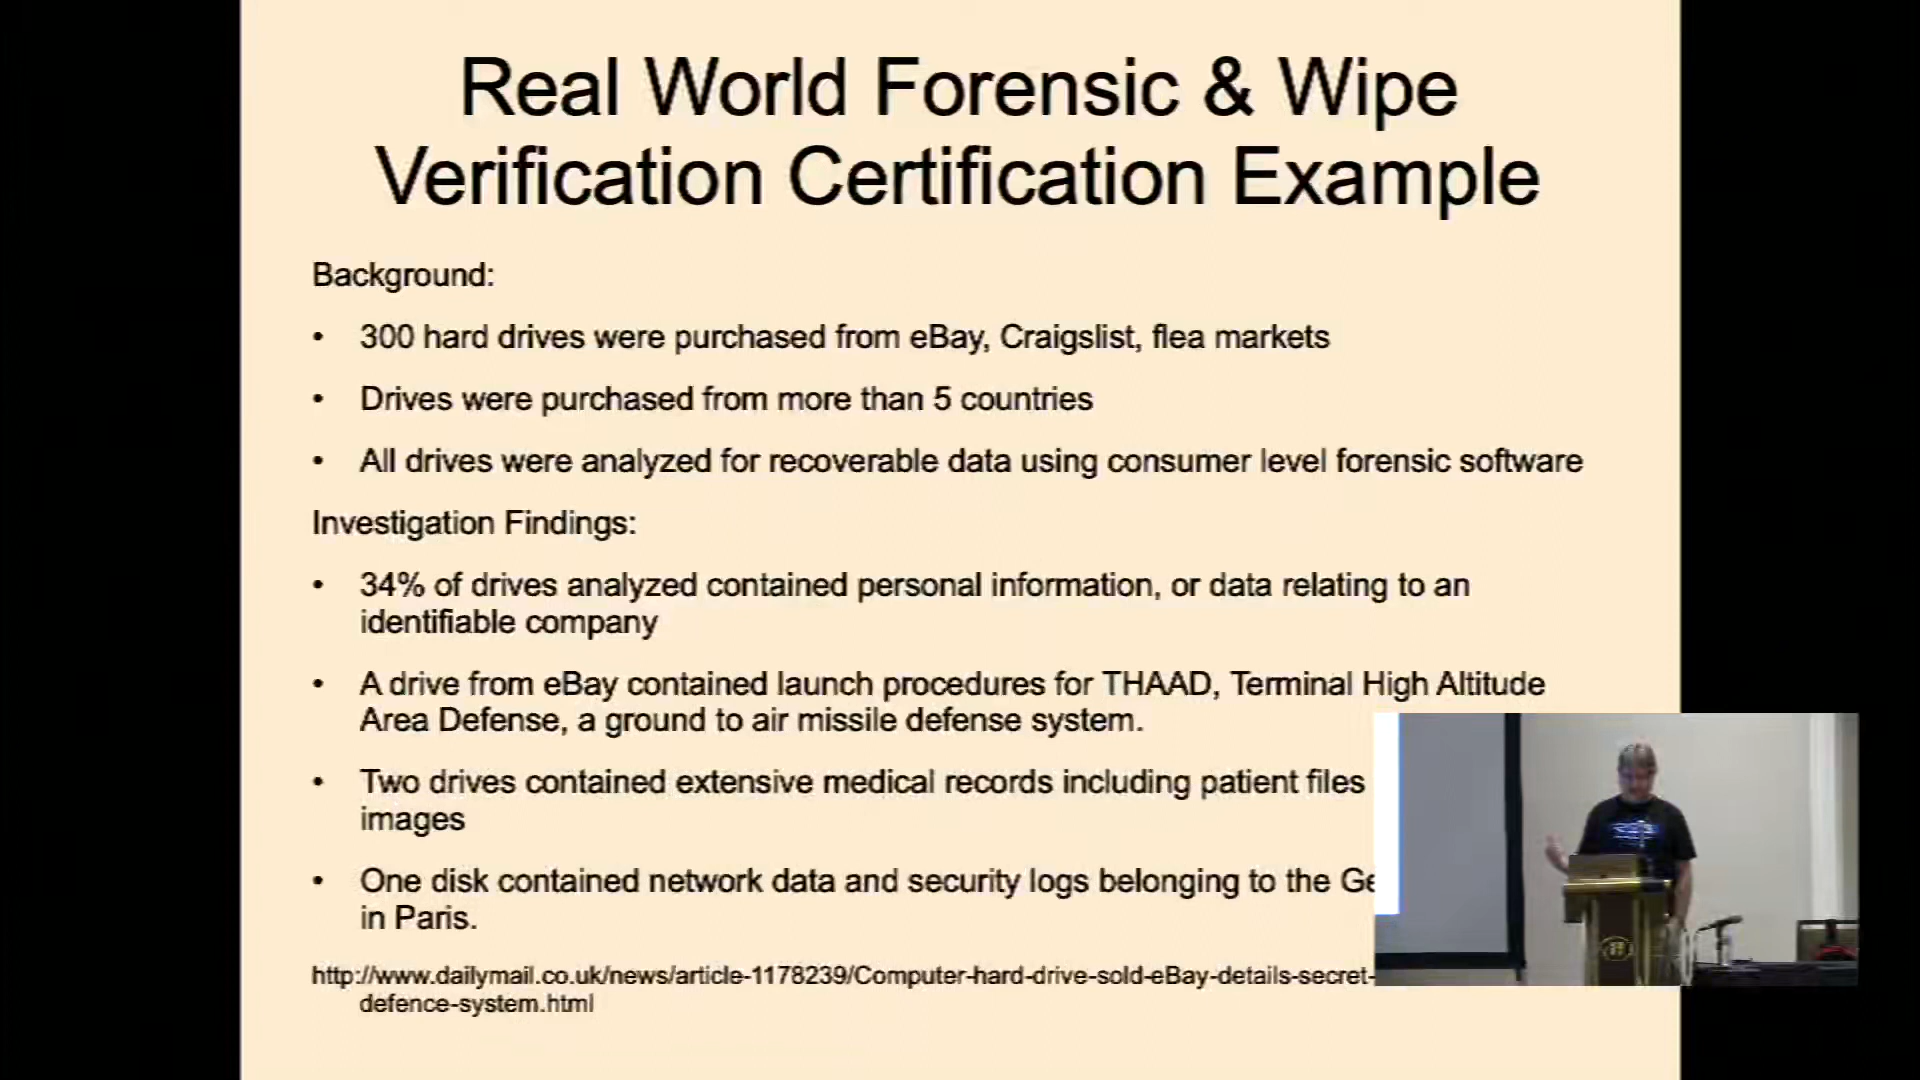 Real World Forensic & Wipe
Verification Certification Example
Background:
• 300 hard drives were purchased from eBay, Craigslist, flea markets
• Drives were purchased from more than 5 countries
• All drives were analyzed for recoverable data using consumer level forensic software
Investigation Findings:
• 34% of drives analyzed contained personal information, or data relating to an
identifiable company
• A drive from eBay contained launch procedures for THAAD, Terminal High Altitude
Area Defense, a ground to air missile defense system.
• Two drives contained extensive medical records including patient files
images
• One disk contained network data and security logs belonging to the
in Paris.
http://www.dailymail.co.uk/news/article-1178239/Computer-hard-drive-sold-eBay-details-secret-
defence-system.html